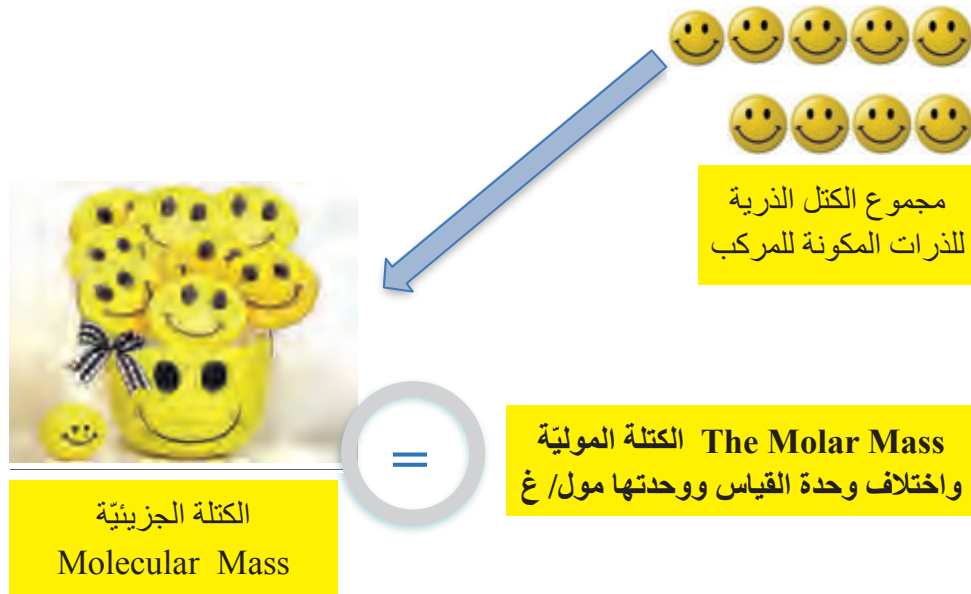 مجموع الكتل الذرية
للذرات المكونة للمركب
=
The Molar Mass الكتلة الموليّة
واختلاف وحدة القياس ووحدتها مول/ غ
الكتلة الجزيئيّة
Molecular Mass